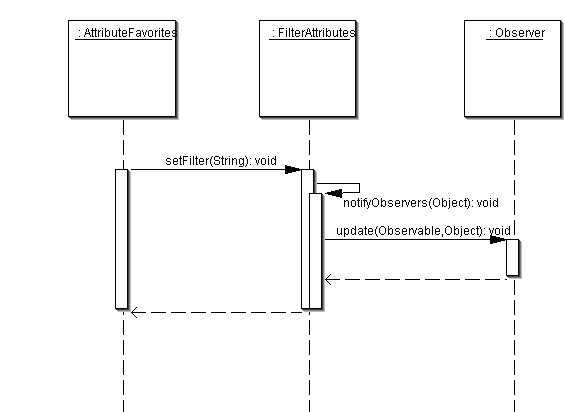 : AttributeFavorites
: FilterAttributes
: Observer
setFilter(String): void
notifyObservers(Object): void
update(Observable,Object): void